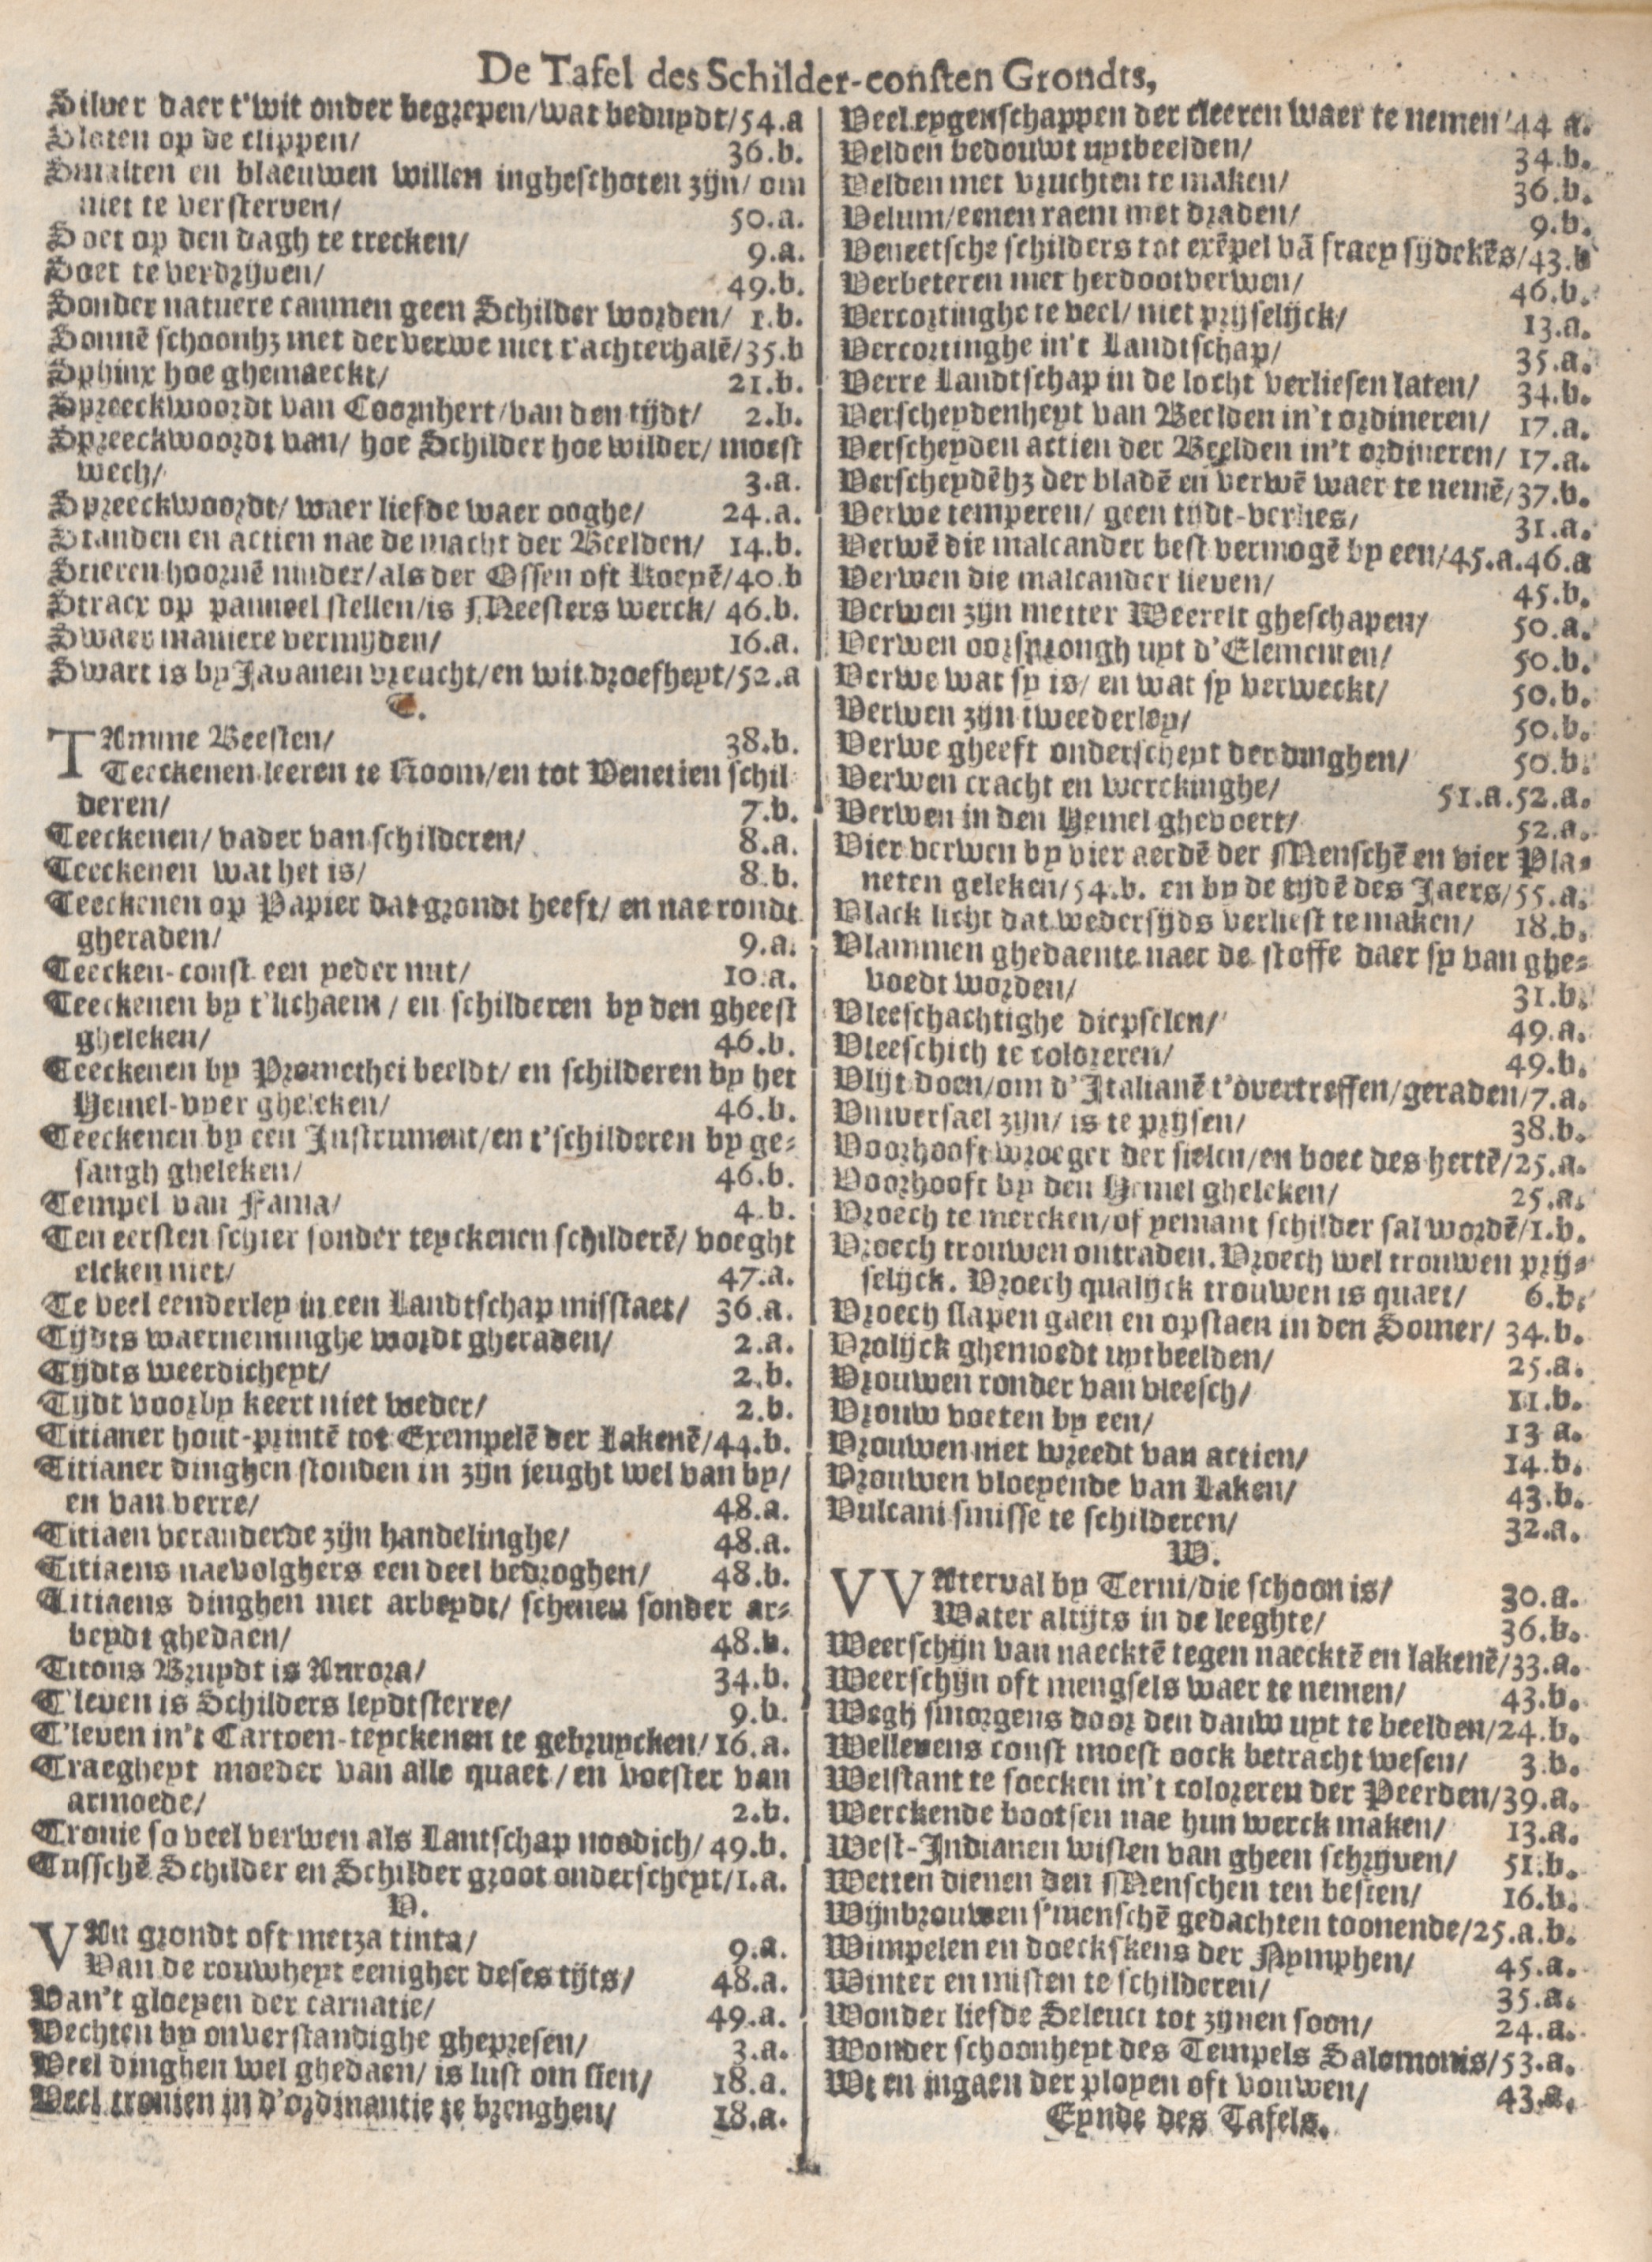 De Tafel des Schilder-consten Grondts,
Silver daer t'wit onder begrepen/wat beduydt/54.a
Sloten op de clippen/ 36.b.
Smalten en blaeuwen willen ingheschoten zijn/ om
niet te versterven/ 50.a.
Soet op den dagh te trecken/ 9.a.
Soet te verdrijven/ 49.b.
Sonder natuere canmen geen Schilder worden/ 1.b.
Sonnē schoonhz met der verwe niet t'achterhalē/35.b
Sphinx hoe ghemaeckt/ 21.b.
Spreeckwoordt van Coornhert/van den tijdt/ 2.b.
Spreeckwoordt van/ hoe Schilder hoe wilder/ moest
wech/ 3.a.
Spreeckwoordt/ waer liefde waer ooghe/ 24.a.
Standen en actien nae de macht der Beelden/ 14.b.
Stieren hoornē minder/als der Ossen oft Koeyē/40.b
Stracx op panneel stellen/is Meesters werck/ 46.b.
Swaer maniere vermijden/ 16.a.
Swart is by Javanen vreucht/en wit droefheyt/52.a
T.
TAmme Beesten/ 38.b.
Teeckenen leeren te Room/en tot Venetien schil-
deren/ 7.b.
Teeckenen/ vader van schilderen/ 8.a.
Teeckenen wat het is/ 8.b.
Teeckenen op Papier dat grondt heeft/ en nae rondt
gheraden/ 9.a.
Teecken-const een yeder nut/ 10.a.
Teeckenen by t'lichaem/ en schilderen by den gheest
gheleken/ 46.b.
Teeckenen by Promethei beeldt/ en schilderen by het
Hemel-vyer gheleken/ 46.b.
Teeckenen by een Instrument/en t'schilderen by ge-
sangh gheleken/ 46.b.
Tempel van Fama/ 4.b.
Ten eersten schier sonder teyckenen schilderē/ voeght
elcken niet/ 47.a.
Te veel eenderley in een Landtschap misstaet/ 36.a.
Tijdts waerneminghe wordt gheraden/ 2.a.
Tijdts weerdicheyt/ 2.b.
Tijdt voorby keert niet weder/ 2.b.
Titianer hout-printē tot Exempelē der Lakenē/44.b.
Titianer dinghen stonden in zijn jeught wel van by/
en van verre/ 48.a.
Titiaen veranderde zijn handelinghe/ 48.a.
Titiaens naevolghers een deel bedroghen/ 48.b.
Titiaens dinghen met arbeydt/ schenen sonder ar-
beydt ghedaen/ 48.b.
Titons Bruydt is Aurora/ 34.b.
T'leven is Schilders leydtsterre/ 9.b.
T'leven in't Cartoen-teyckenen te gebruycken/ 16.a.
Traegheyt moeder van alle quaet/en voester van
armoede/ 2.b.
Tronie so veel verwen als Lantschap noodich/ 49.b.
Tusschē Schilder en Schilder groot onderscheyt/1.a.
V.
VAn grondt oft metza tinta/ 9.a.
Van de rouwheyt eenigher deses tijts/ 48.a.
Van't gloeyen der carnatie/ 49.a.
Vechten by onverstandighe ghepresen/ 3.a.
Veel dinghen wel ghedaen/ is lust om sien/ 18.a.
Veel tronien in d'ordinantie te brenghen/ 18.a.
Veel eygenschappen der cleeren waer te nemen/44 a.
Velden bedouwt uytbeelden/ 34.b.
Velden met vruchten te maken/ 36.b.
Velum/eenen raem met draden/ 9.b.
Veneetsche schilders tot exēpel vā fraey sijdekēs/43.b
Verbeteren met herdootverwen/ 46.b.
Vercortinghe te veel/ niet prijselijck/ 13.a.
Vercortinghe in't Landtschap/ 35.a.
Verre Landtschap in de locht verliesen laten/ 34.b.
Verscheydenheyt van Beelden in't ordineren/ 17.a.
Verscheyden actien der Beelden in't ordineren/ 17.a.
Verscheydēhz der bladē en verwē waer te nemē/37.b.
Verwe temperen/ geen tijdt-verlies/ 31.a.
Verwē die malcander best vermogē by een/45.a.46.a
Verwen die malcander lieven/ 45.b.
Verwen zijn metter Weerelt gheschapen/ 50.a.
Verwen oorsprongh uyt d'Elementen/ 50.b.
Verwe wat sy is/ en wat sy verweckt/ 50.b.
Verwen zijn tweederley/ 50.b.
Verwe gheeft onderscheyt der dinghen/ 50.b.
Verwen cracht en werckinghe/ 51.a.52.a.
Verwen in den Hemel ghevoert/ 52.a.
Vier verwen by vier aerdē der Menschē en vier Pla-
neten geleken/54.b. en by de tijdē des Jaers/55.a.
Vlack licht dat wedersijds verliest te maken/ 18.b.
Vlammen ghedaente naer de stoffe daer sy van ghe-
voedt worden/ 31.b.
Vleeschachtighe diepselen/ 49.a.
Vleeschich te coloreren/ 49.b.
Vlijt doen/om d'Italianē t'overtreffen/geraden/7.a.
Vniversael zijn/ is te prijsen/ 38.b.
Voorhooft wroeger der sielen/en boec des hertē/25.a.
Voorhooft by den Hemel gheleken/ 25.a.
Vroech te mercken/of yemant schilder sal wordē/1.b.
Vroech trouwen ontraden. Vroech wel trouwen prij-
selijck. Vroech qualijck trouwen is quaet/ 6.b.
Vroech slapen gaen en opstaen in den Somer/ 34.b.
Vrolijck ghemoedt uytbeelden/ 25.a.
Vrouwen ronder van vleesch/ 11.b.
Vrouw voeten by een/ 13 a.
Vrouwen niet wreedt van actien/ 14.b.
Vrouwen vloeyende van Laken/ 43.b.
Vulcani smisse te schilderen/ 32.a.
W.
VVAterval by Terni/die schoon is/ 30.a.
Water altijts in de leeghte/ 36.b.
Weerschijn van naecktē tegen naecktē en lakenē/33.a.
Weerschijn oft mengsels waer te nemen/ 43.b.
Wegh smorgens door den dauw uyt te beelden/24.b.
Wellevens const moest oock betracht wesen/ 3.b.
Welstant te soecken in't coloreren der Peerden/39.a.
Werckende bootsen nae hun werck maken/ 13.a.
West-Indianen wisten van gheen schrijven/ 51.b.
Wetten dienen den Menschen ten besten/ 16.b.
Wijnbrouwen s'menschē gedachten toonende/25.a.b.
Wimpelen en doeckskens der Nymphen/ 45.a.
Winter en misten te schilderen/ 35.a.
Wonder liefde Seleuci tot zijnen soon/ 24.a.
Wonder schoonheyt des Tempels Salomonis/53.a.
Wt en ingaen der ployen oft vouwen/ 43.a.
Eynde des Tafels.